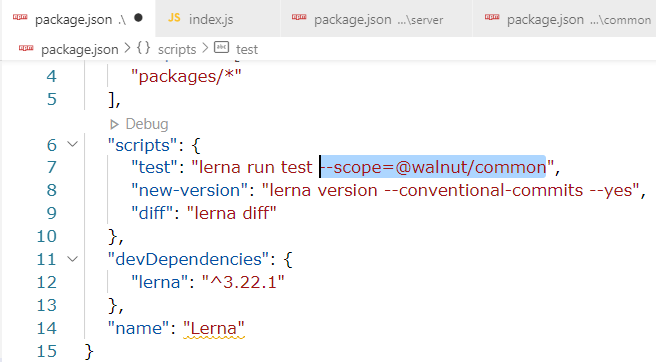 package.json .\ ● JS index.js package.json ...\server package.json ...\common
package.json > {} scripts > abc test
4 "packages/*"
5 ],
Debug
6 "scripts": {
7 "test": "lerna run test --scope=@walnut/common",
8 "new-version": "lerna version --conventional-commits --yes",
9 "diff": "lerna diff"
10 },
11 "devDependencies": {
12 "lerna": "^3.22.1"
13 },
14 "name": "Lerna"
15 }